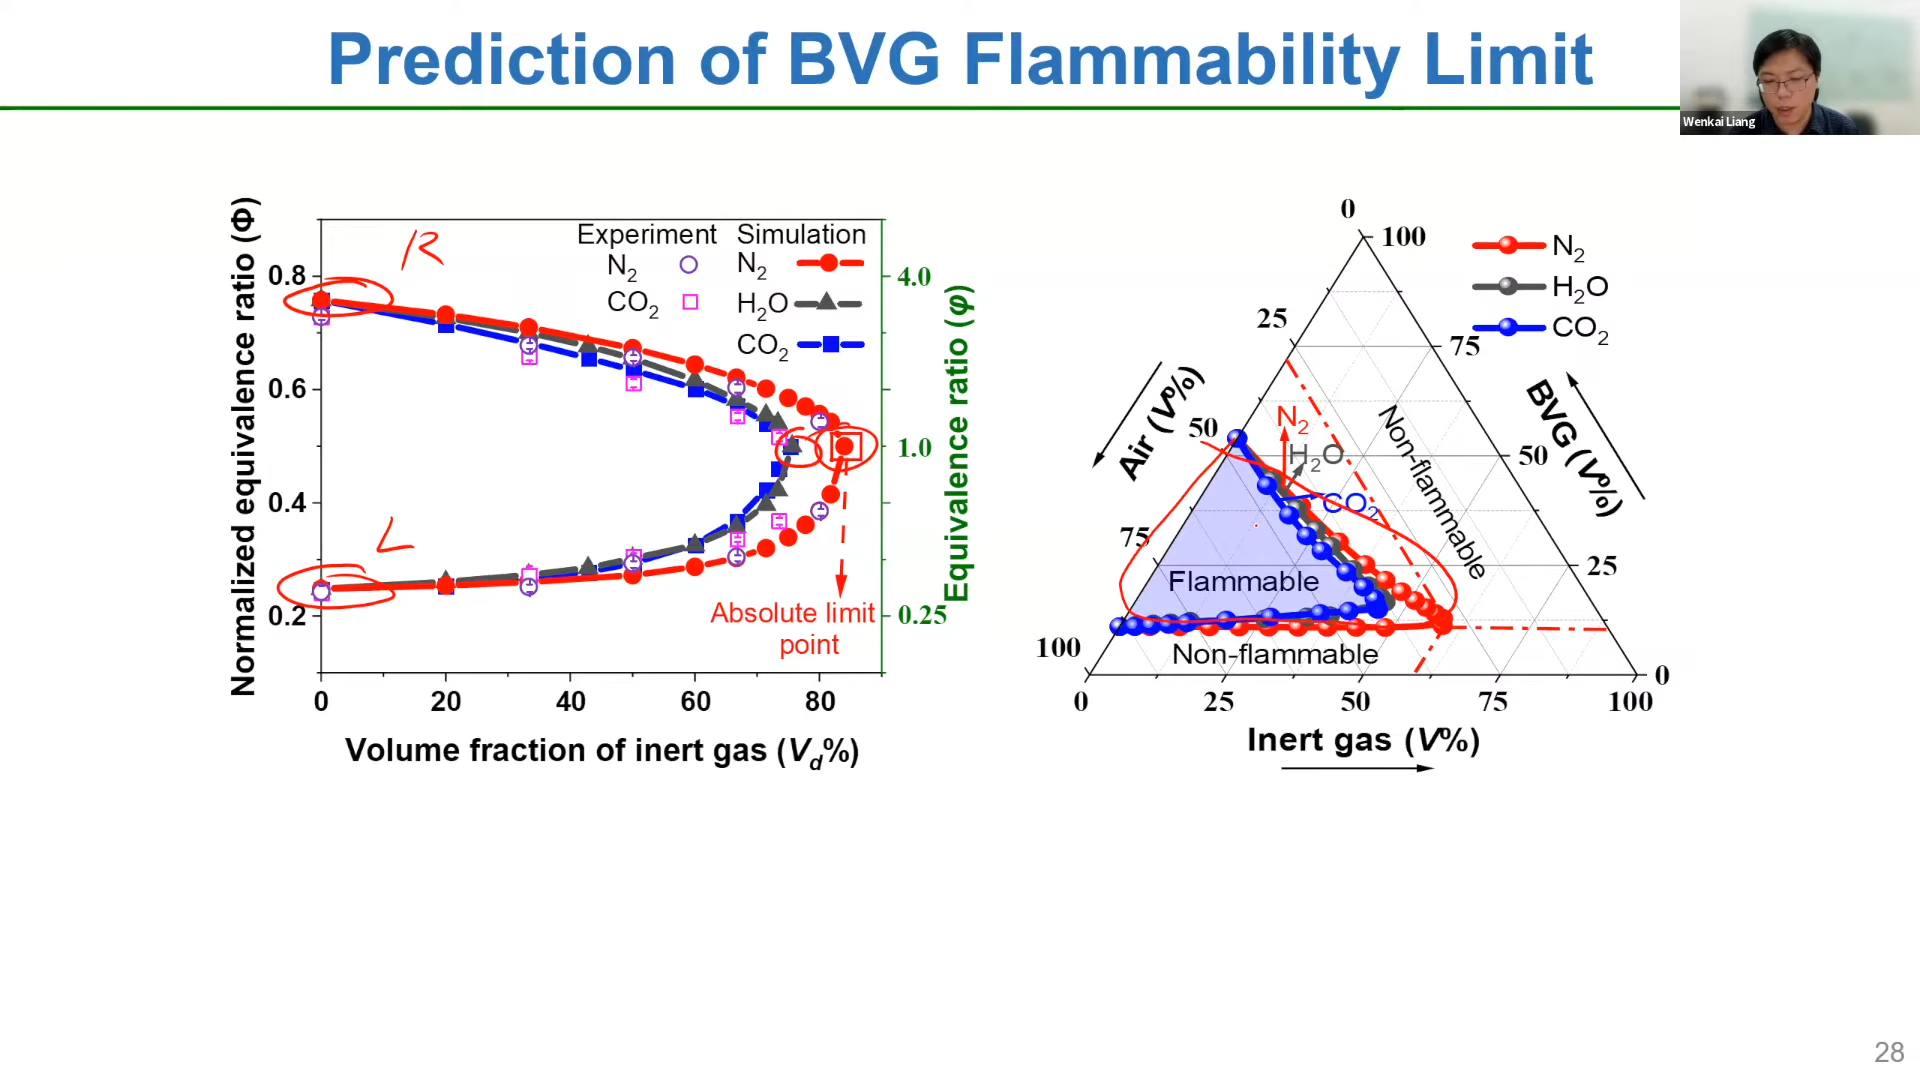 Prediction of BVG Flammability Limit
Wenkai Liang
Normalized equivalence ratio (Φ)
0.8
0.6
0.4
0.2
R
L
Experiment Simulation
N2 N2
CO2 H2O
CO2
4.0
1.0
0.25
Equivalence ratio (φ)
Absolute limit
point
0 20 40 60 80
Volume fraction of inert gas (Vd%)
0
100
25
75
50
50
75
25
100
0
Air (V%)
BVG (V%)
N2
H2O
CO2
N2
H2O
CO2
Non-flammable
Flammable
Non-flammable
0 25 50 75 100
Inert gas (V%)
28